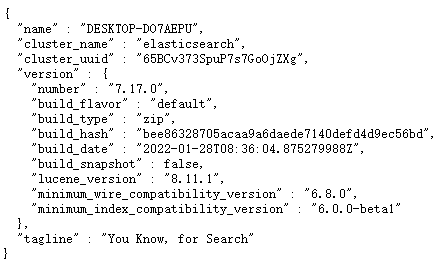 {
  "name" : "DESKTOP-DO7AEPU",
  "cluster_name" : "elasticsearch",
  "cluster_uuid" : "65BCv373SpuP7s7GoOjZXg",
  "version" : {
    "number" : "7.17.0",
    "build_flavor" : "default",
    "build_type" : "zip",
    "build_hash" : "bee86328705acaa9a6daede7140defd4d9ec56bd",
    "build_date" : "2022-01-28T08:36:04.875279988Z",
    "build_snapshot" : false,
    "lucene_version" : "8.11.1",
    "minimum_wire_compatibility_version" : "6.8.0",
    "minimum_index_compatibility_version" : "6.0.0-beta1"
  },
  "tagline" : "You Know, for Search"
}